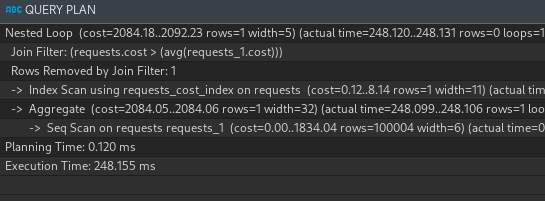 ABC QUERY PLAN
Nested Loop (cost=2084.18..2092.23 rows=1 width=5) (actual time=248.120..248.131 rows=0 loops=1
Join Filter: (requests.cost > (avg(requests_1.cost)))
Rows Removed by Join Filter: 1
-> Index Scan using requests_cost_index on requests (cost=0.12..8.14 rows=1 width=11) (actual tim
-> Aggregate (cost=2084.05..2084.06 rows=1 width=32) (actual time=248.099..248.106 rows=1 loo
-> Seq Scan on requests requests_1 (cost=0.00..1834.04 rows=100004 width=6) (actual time=0
Planning Time: 0.120 ms
Execution Time: 248.155 ms